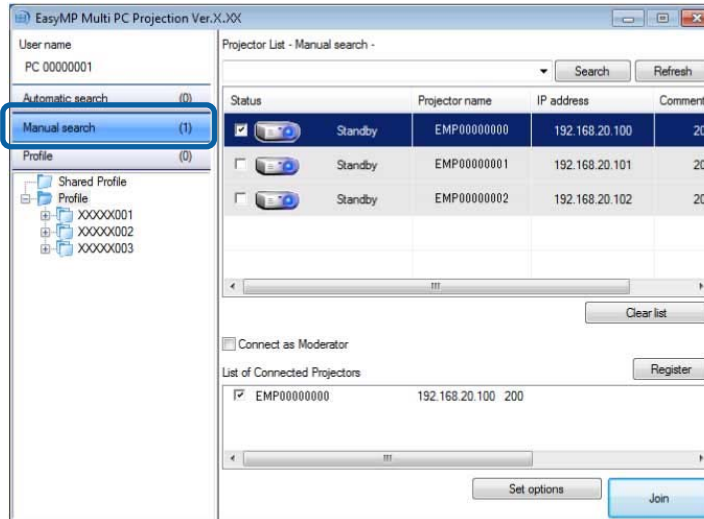 EasyMP Multi PC Projection Ver.X.XX
User name
PC 00000001
Automatic search (0)
Manual search (1)
Profile (0)
Shared Profile
Profile
XXXXX001
XXXXX002
XXXXX003
Projector List - Manual search -
Search Refresh
Status Projector name IP address Comment
Standby EMP00000000 192.168.20.100 20
Standby EMP00000001 192.168.20.101 20
Standby EMP00000002 192.168.20.102 20
Clear list
Connect as Moderator
List of Connected Projectors Register
EMP00000000 192.168.20.100 200
Set options Join